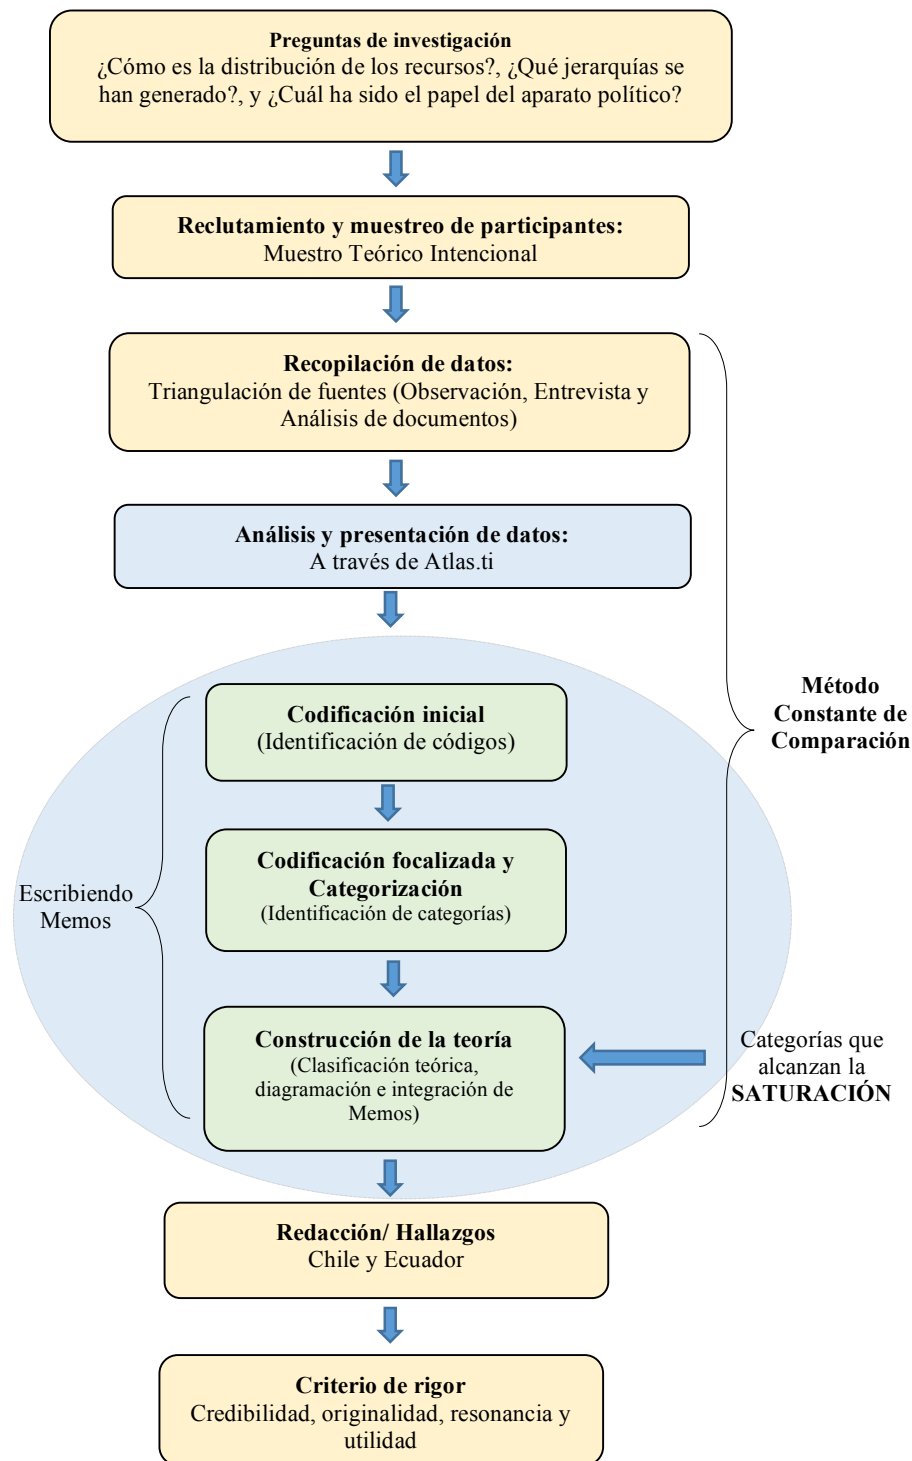 Preguntas de investigación
¿Cómo es la distribución de los recursos?, ¿Qué jerarquías se
han generado?, y ¿Cuál ha sido el papel del aparato político?
Reclutamiento y muestreo de participantes:
Muestro Teórico Intencional
Recopilación de datos:
Triangulación de fuentes (Observación, Entrevista y
Análisis de documentos)
Análisis y presentación de datos:
A través de Atlas.ti
Método
Constante de
Comparación
Codificación inicial
(Identificación de códigos)
Codificación focalizada y
Categorización
(Identificación de categorías)
Escribiendo
Memos
Construcción de la teoría
(Clasificación teórica,
diagramación e integración de
Memos)
Categorías que
alcanzan la
SATURACIÓN
Redacción/ Hallazgos
Chile y Ecuador
Criterio de rigor
Credibilidad, originalidad, resonancia y
utilidad